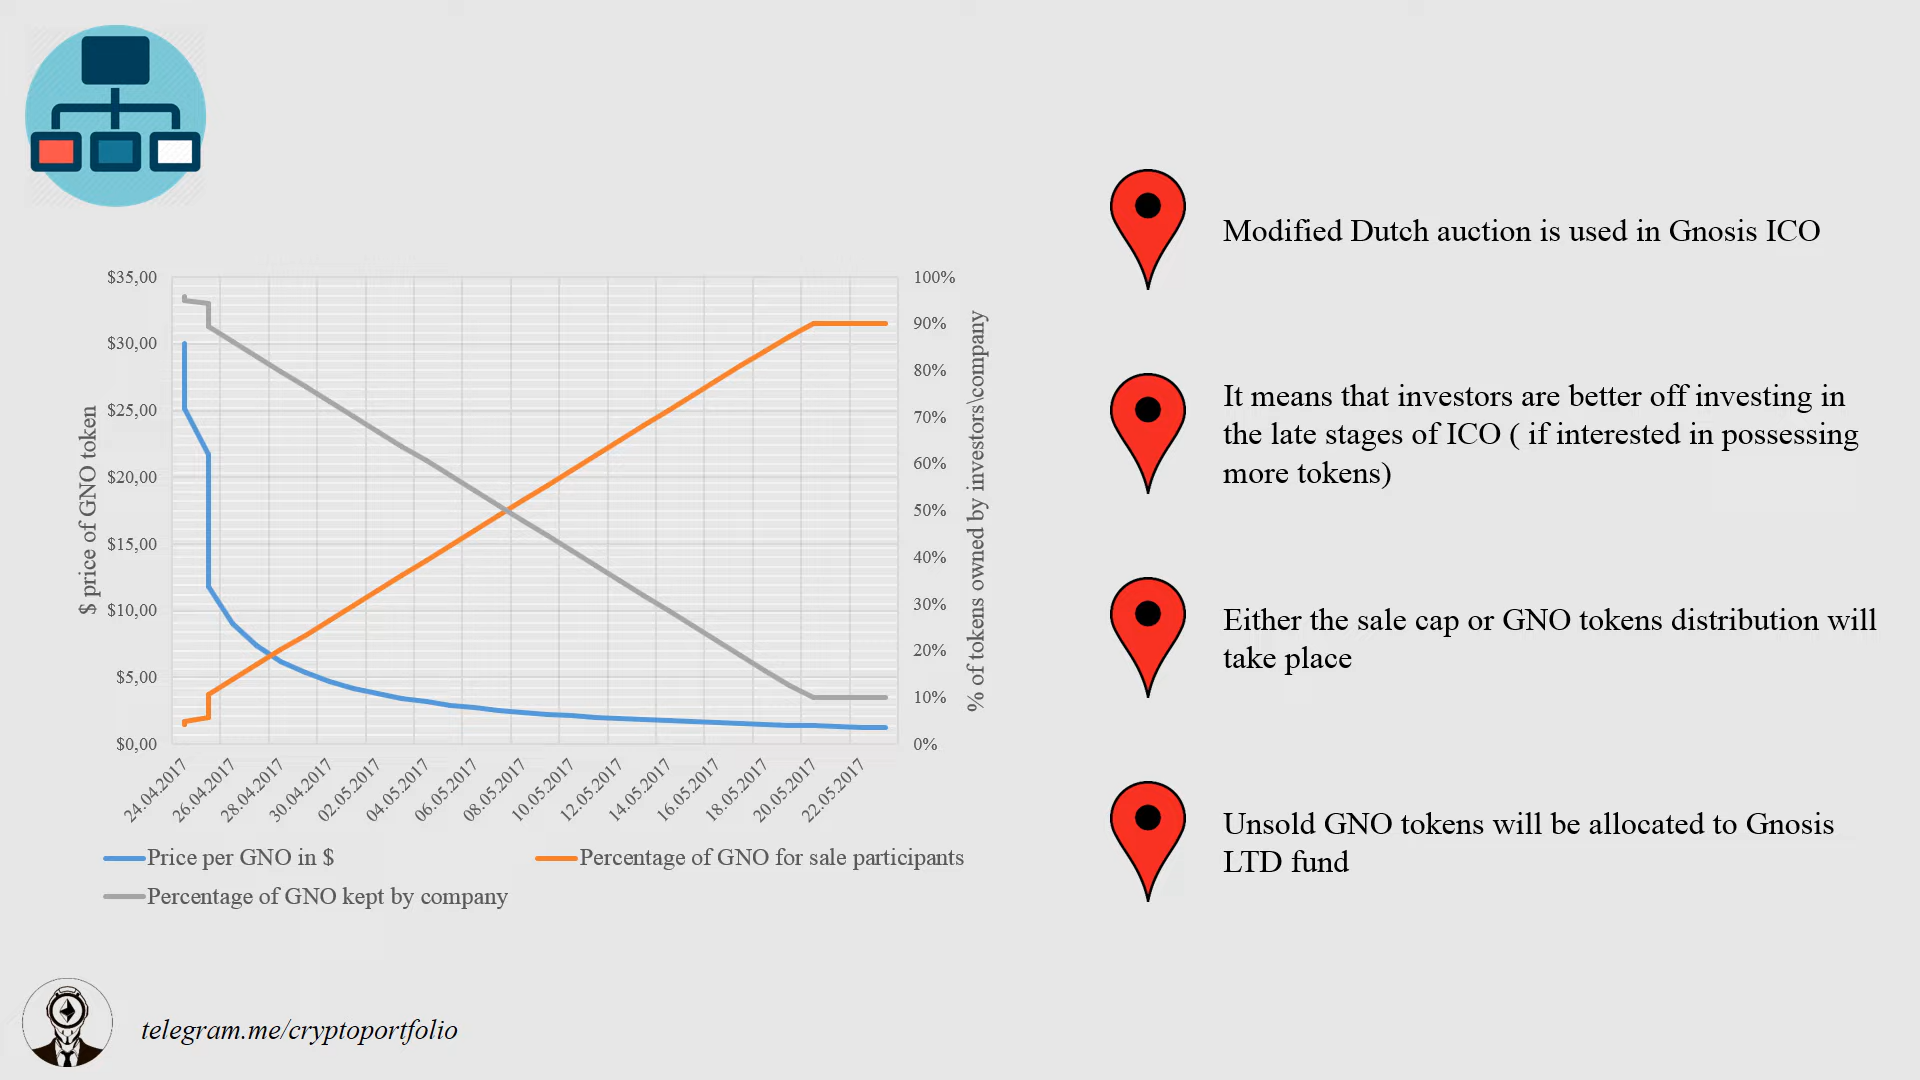 $35,00
$30,00
$25,00
$20,00
$15,00
$10,00
$5,00
$0,00
$ price of GNO token
100%
90%
80%
70%
60%
50%
40%
30%
20%
10%
0%
% of tokens owned by investors\company
24.04.2017
26.04.2017
28.04.2017
30.04.2017
02.05.2017
04.05.2017
06.05.2017
08.05.2017
10.05.2017
12.05.2017
14.05.2017
16.05.2017
18.05.2017
20.05.2017
22.05.2017
Price per GNO in $
Percentage of GNO for sale participants
Percentage of GNO kept by company
Modified Dutch auction is used in Gnosis ICO
It means that investors are better off investing in
the late stages of ICO ( if interested in possessing
more tokens)
Either the sale cap or GNO tokens distribution will
take place
Unsold GNO tokens will be allocated to Gnosis
LTD fund
telegram.me/cryptoportfolio